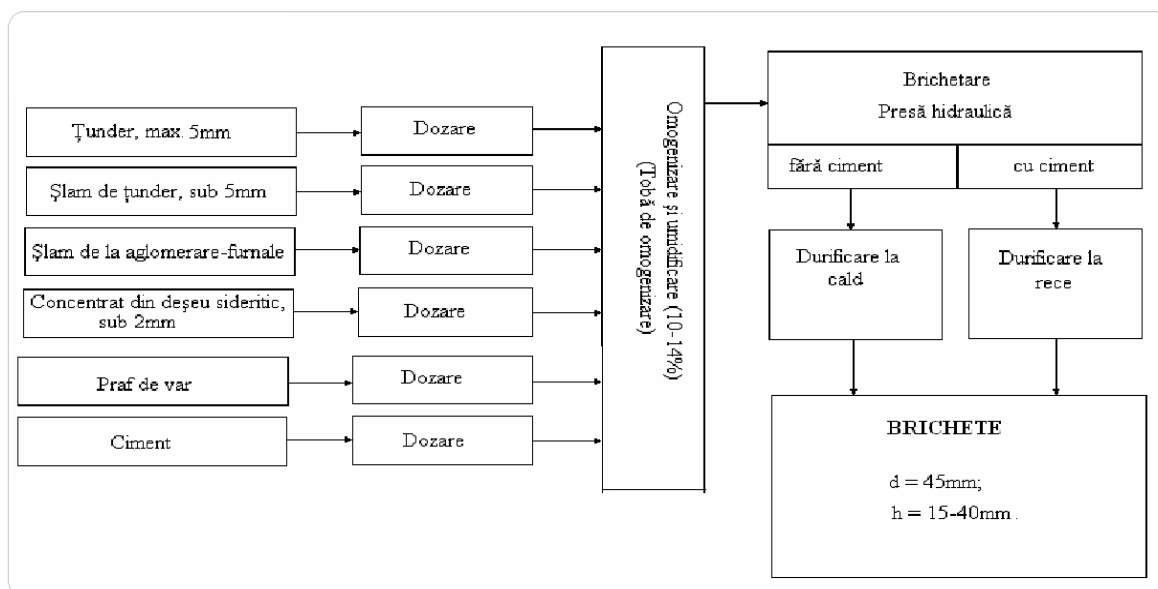 Ţunder, max. 5mm
Dozare
Şlam de ţunder, sub 5mm
Dozare
Şlam de la aglomerare-furnale
Dozare
Concentrat din deşeu sideritic,
sub 2mm
Dozare
Praf de var
Dozare
Ciment
Dozare
Omogenizare şi umidificare (10-14%)
(Tobă de omogenizare)
Brichetare
Presă hidraulică
fără ciment
cu ciment
Durificare la
cald
Durificare la
rece
BRICHETE
d = 45mm;
h = 15-40mm.